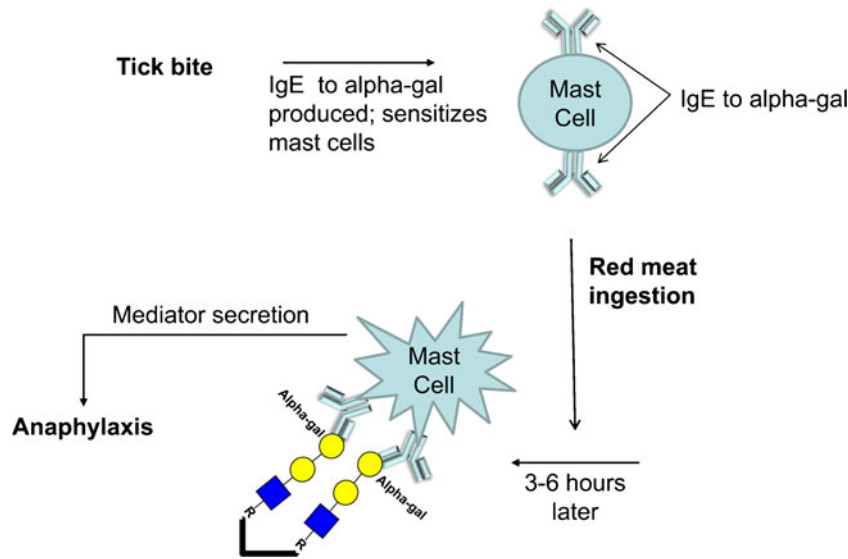 Tick bite
IgE  to alpha-gal
produced; sensitizes
mast cells
Mast
Cell
IgE to alpha-gal
Red meat
ingestion
3-6 hours
later
Mast
Cell
Alpha-gal
Alpha-gal
R
R
Mediator secretion
Anaphylaxis